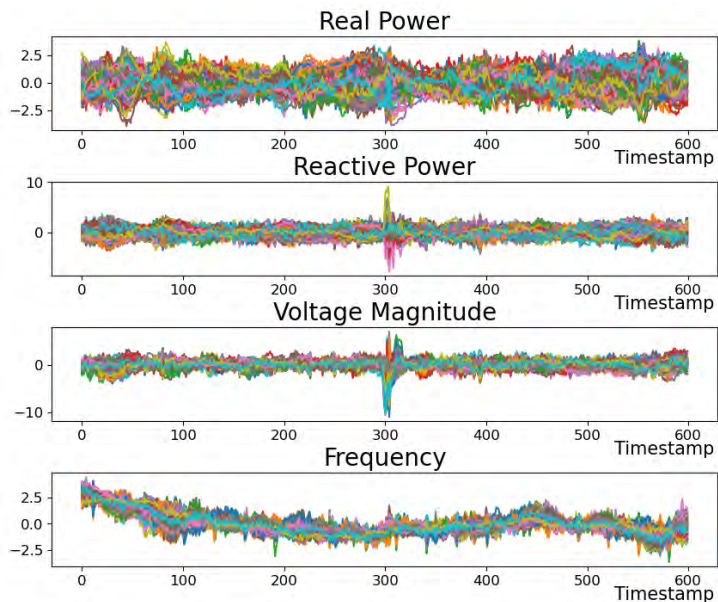 Real Power
2.5
0.0
−2.5
0 100 200 300 400 500 600
Timestamp
Reactive Power
10
0
0 100 200 300 400 500 600
Timestamp
Voltage Magnitude
0
−10
0 100 200 300 400 500 600
Timestamp
Frequency
2.5
0.0
−2.5
0 100 200 300 400 500 600
Timestamp